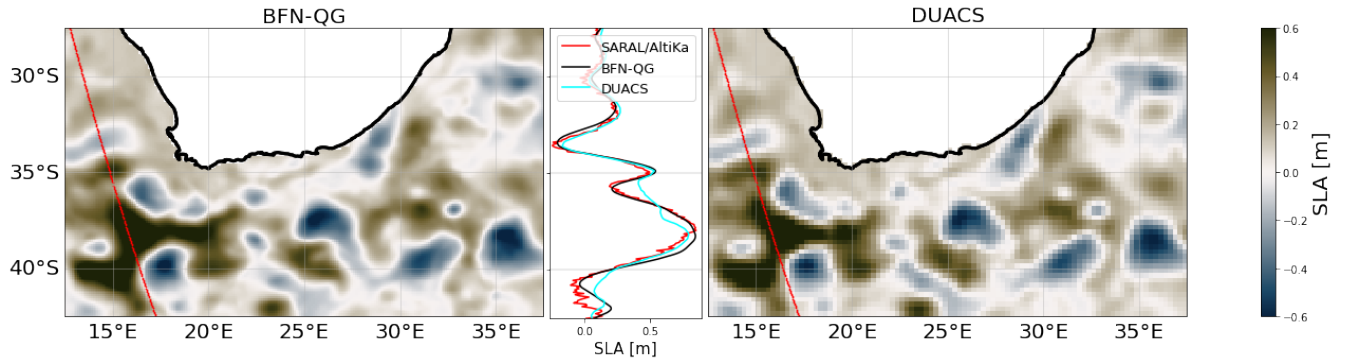 BFN-QG
DUACS
30°S
35°S
40°S
15°E
20°E
25°E
30°E
35°E
SARAL/AltiKa
BFN-QG
DUACS
0.0
0.5
SLA [m]
15°E
20°E
25°E
30°E
35°E
0.6
0.4
0.2
0.0
−0.2
−0.4
−0.6
SLA [m]